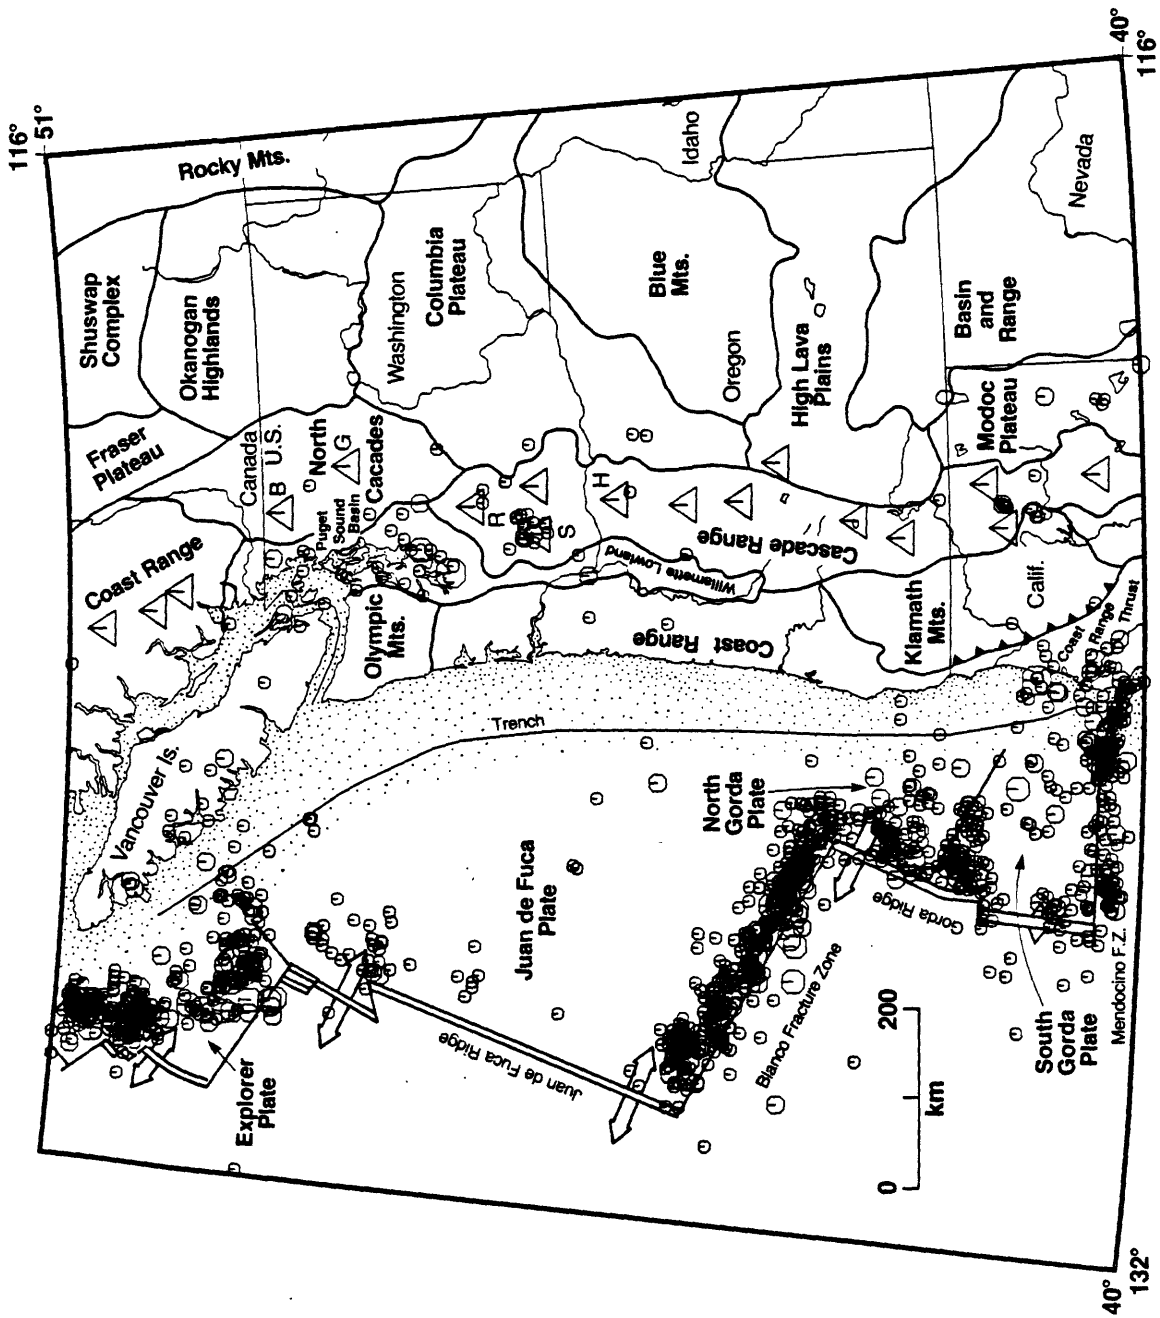 116°
51°
Rocky Mts.
Shuswap
Complex
Okanogan
Highlands
Fraser
Plateau
Canada
U.S.
Coast Range
Vancouver Is.
B
North
Cacades
G
Puget
Sound
Basin
Washington
Columbia
Plateau
Olympic
Mts.
R
S
H
Idaho
Blue
Mts.
Oregon
High Lava
Plains
Cascade Range
Willamette Lowland
Coast Range
Klamath
Mts.
Basin
and
Range
Modoc
Plateau
Nevada
Calif.
Coast
Range
Thrust
Trench
Explorer
Plate
Juan de Fuca
Plate
Juan de Fuca Ridge
Blanco Fracture Zone
North
Gorda
Plate
Gorda Ridge
South
Gorda
Plate
Mendocino F.Z.
0
200
km
40°
116°
40°
132°